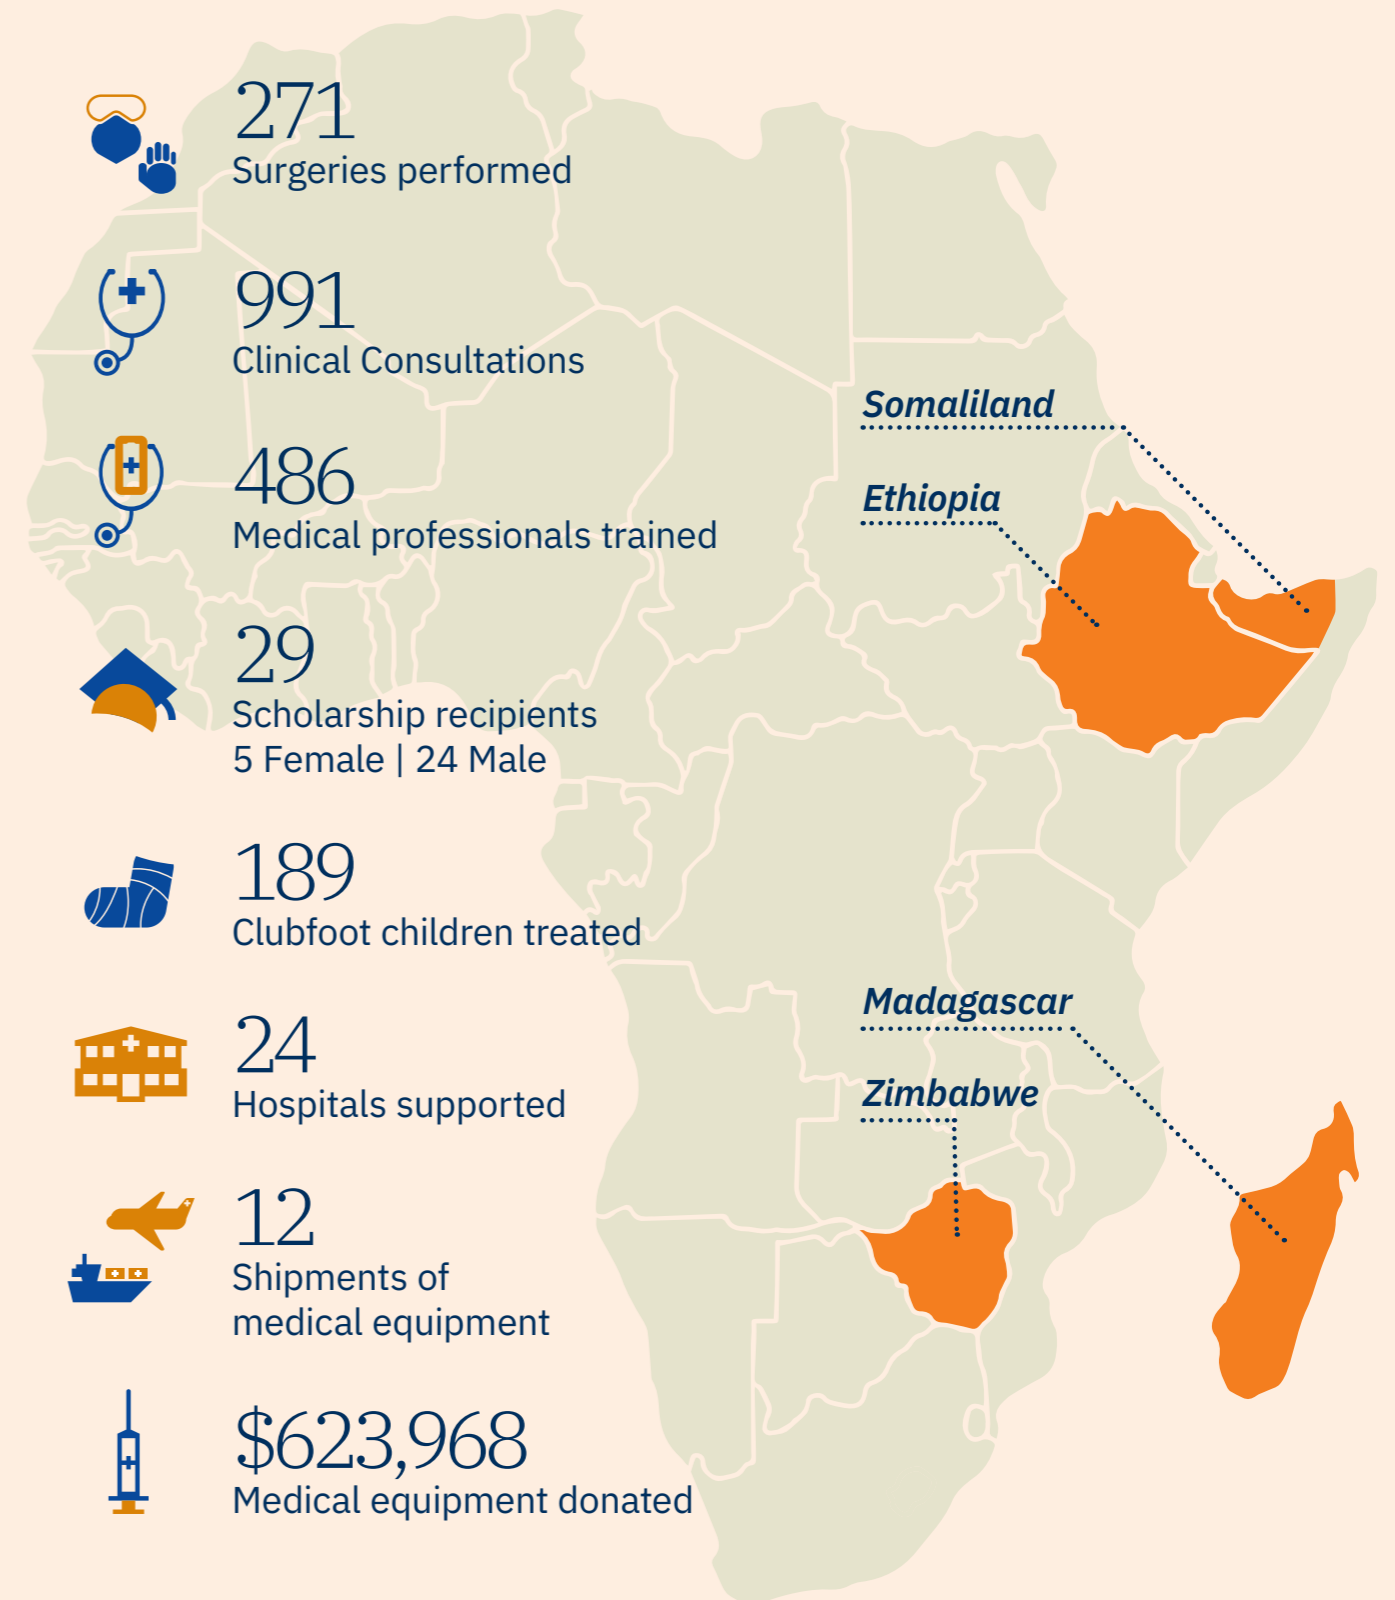 271
Surgeries performed
991
Clinical Consultations
486
Medical professionals trained
29
Scholarship recipients
5 Female | 24 Male
189
Clubfoot children treated
24
Hospitals supported
12
Shipments of
medical equipment
$623,968
Medical equipment donated
Somaliland
Ethiopia
Madagascar
Zimbabwe